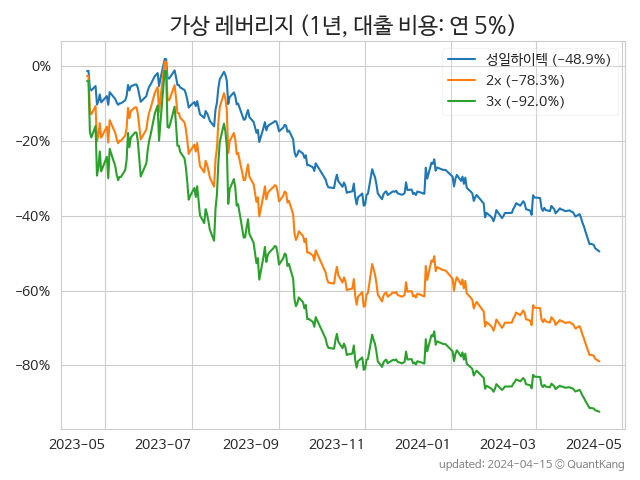 가상 레버리지 (1년, 대출 비용: 연 5%)
성일하이텍 (−48.9%)
2x (−78.3%)
3x (−92.0%)
0%
−20%
−40%
−60%
−80%
2023-05 2023-07 2023-09 2023-11 2024-01 2024-03 2024-05
updated: 2024-04-15 © QuantKang